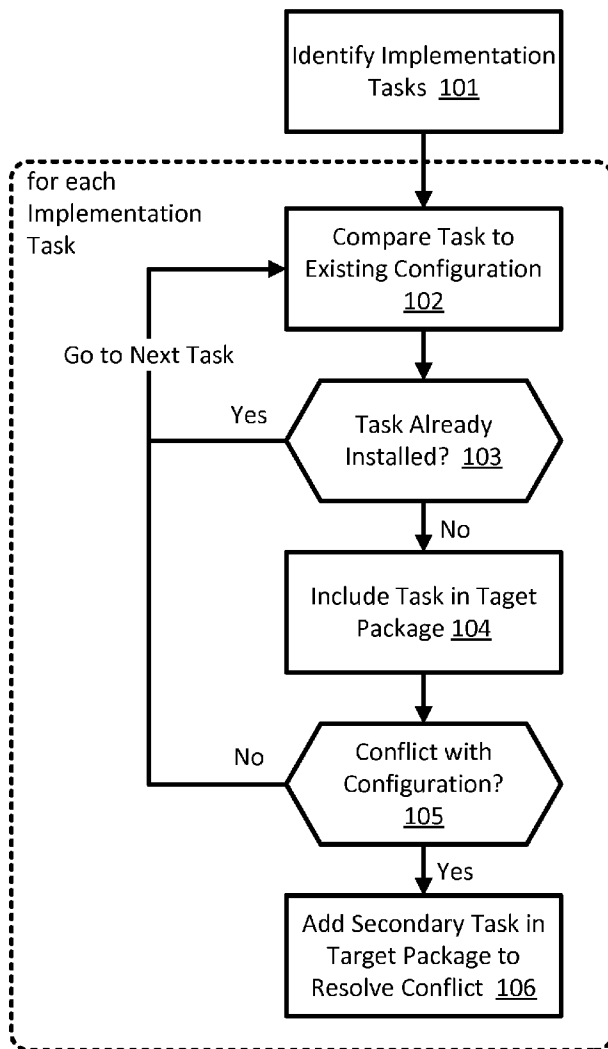 Identify Implementation
Tasks 101
for each
Implementation
Task
Compare Task to
Existing Configuration
102
Go to Next Task
Yes
Task Already
Installed? 103
No
Include Task in Taget
Package 104
No
Conflict with
Configuration?
105
Yes
Add Secondary Task in
Target Package to
Resolve Conflict 106